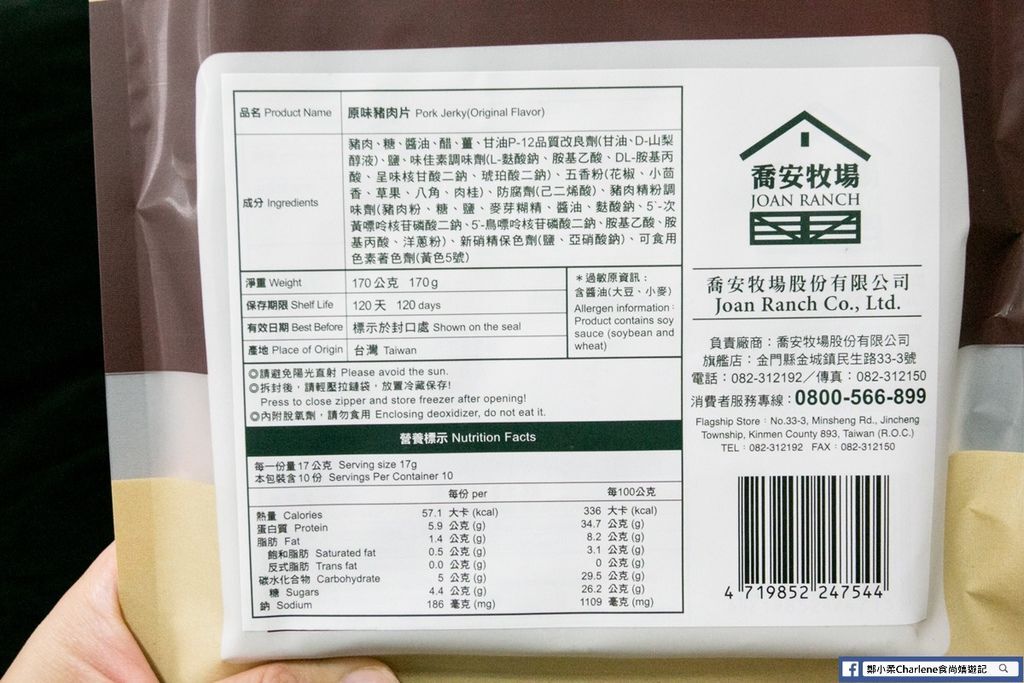 品名 Product Name
原味豬肉片 Pork Jerky(Original Flavor)
成分 Ingredients
豬肉、糖、醬油、醋、薑、甘油P-12品質改良劑(甘油、D-山梨
醇液)、鹽、味佳素調味劑(L-麩酸鈉、胺基乙酸、DL-胺基丙
酸、呈味核甘酸二鈉、琥珀酸二鈉)、五香粉(花椒、小茴
香、草果、八角、肉桂)、防腐劑(己二烯酸)、豬肉精粉調
味劑(豬肉粉、糖、鹽、麥芽糊精、醬油、麩酸鈉、5`-次
黃嘌呤核苷磷酸二鈉、5`-鳥嘌呤核苷磷酸二鈉、胺基乙酸、胺
基丙酸、洋蔥粉)、新硝精保色劑(鹽、亞硝酸鈉)、可食用
色素著色劑(黃色5號)
淨重 Weight
170公克 170g
保存期限 Shelf Life
120天 120 days
有效日期 Best Before
標示於封口處 Shown on the seal
產地 Place of Origin
台灣 Taiwan
＊過敏原資訊：
含醬油(大豆、小麥)
Allergen information：
Product contains soy
sauce (soybean and
wheat)
◎請避免陽光直射 Please avoid the sun.
◎拆封後，請輕壓拉鏈袋，放置冷藏保存!
Press to close zipper and store freezer after opening!
◎內附脫氧劑，請勿食用 Enclosing deoxidizer, do not eat it.
營養標示 Nutrition Facts
每一份量17公克 Serving size 17g
本包裝含10份 Servings Per Container 10
每份 per 每100公克
熱量 Calories 57.1 大卡 (kcal) 336 大卡 (kcal)
蛋白質 Protein 5.9 公克 (g) 34.7 公克 (g)
脂肪 Fat 1.4 公克 (g) 8.2 公克 (g)
飽和脂肪 Saturated fat 0.5 公克 (g) 3.1 公克 (g)
反式脂肪 Trans fat 0.0 公克 (g) 0 公克 (g)
碳水化合物 Carbohydrate 5 公克 (g) 29.5 公克 (g)
糖 Sugars 4.4 公克 (g) 26.2 公克 (g)
鈉 Sodium 186 毫克 (mg) 1109 毫克 (mg)
喬安牧場
JOAN RANCH
喬安牧場股份有限公司
Joan Ranch Co., Ltd.
負責廠商：喬安牧場股份有限公司
旗艦店：金門縣金城鎮民生路33-3號
電話：082-312192／傳真：082-312150
消費者服務專線：0800-566-899
Flagship Store：No.33-3, Minsheng Rd., Jincheng
Township, Kinmen County 893, Taiwan (R.O.C.)
TEL：082-312192 FAX：082-312150
4 719852 247544
鄭小柔Charlene食尚嬉遊記